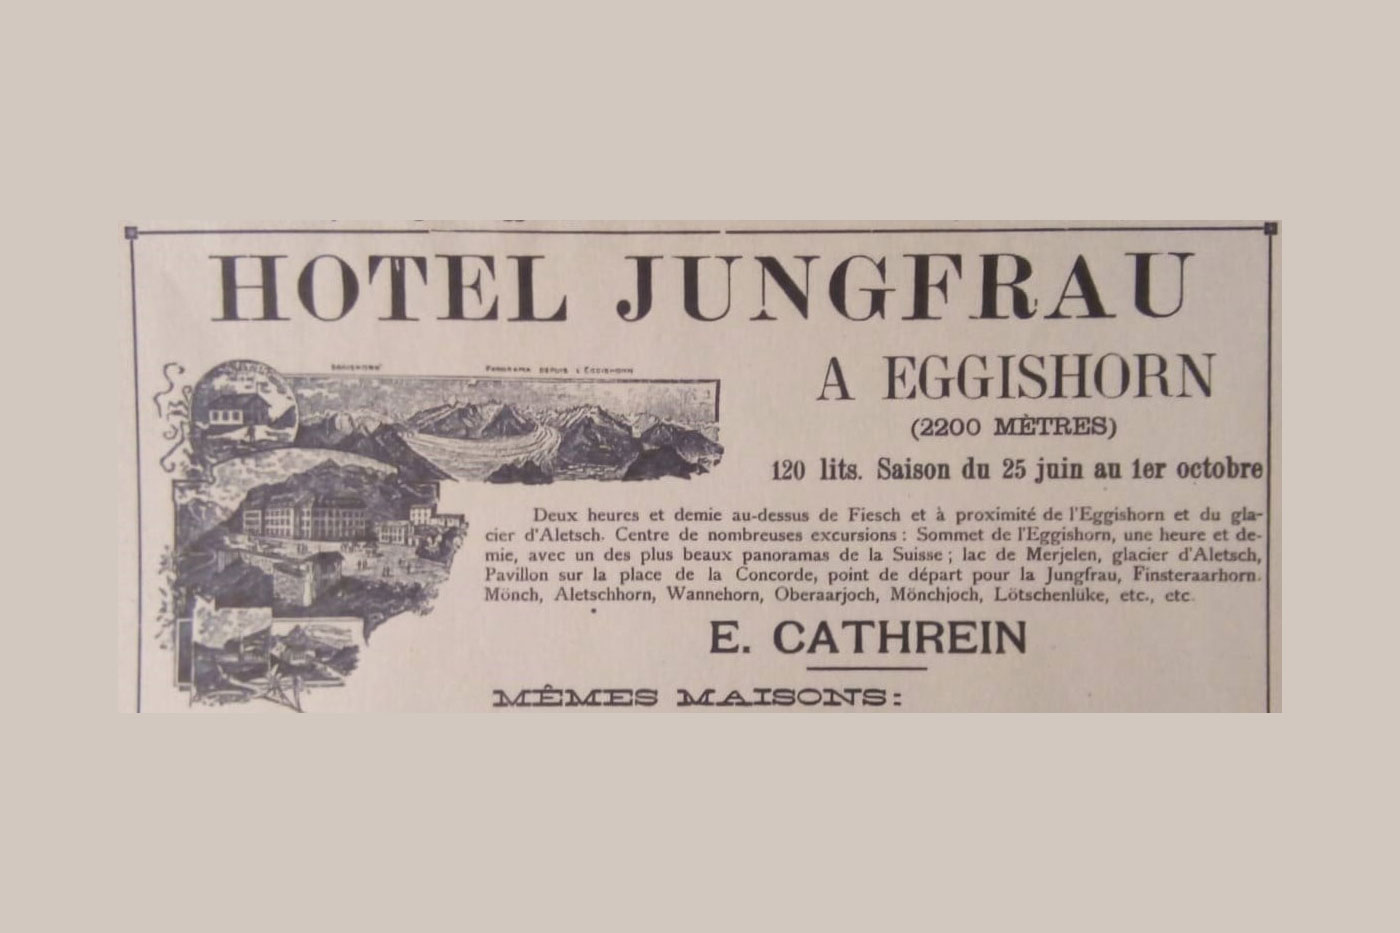 HOTEL JUNGFRAU
PANORAMA DEPUIS L'EGGISHORN
A EGGISHORN
(2200 MÈTRES)
120 lits. Saison du 25 juin au 1er octobre
Deux heures et demie au-dessus de Fiesch et à proximité de l'Eggishorn et du gla-
cier d'Aletsch. Centre de nombreuses excursions : Sommet de l'Eggishorn, une heure et de-
mie, avec un des plus beaux panoramas de la Suisse ; lac de Merjelen, glacier d'Aletsch,
Pavillon sur la place de la Concorde, point de départ pour la Jungfrau, Finsteraarhorn.
Mönch, Aletschhorn, Wannehorn, Oberaarjoch, Mönchjoch, Lötschenlüke, etc., etc.
E. CATHREIN
MÊMES MAISONS: